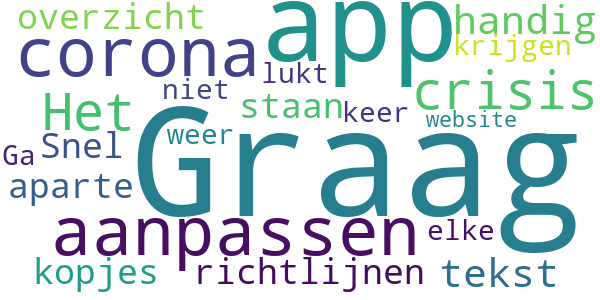 overzicht
app
handig
corona
krijgen
lukt
niet
crisis
Het
staan
keer
website
Graag
weer
Snel
Ga
aparte
aanpassen
elke
kopjes
richtlijnen
tekst